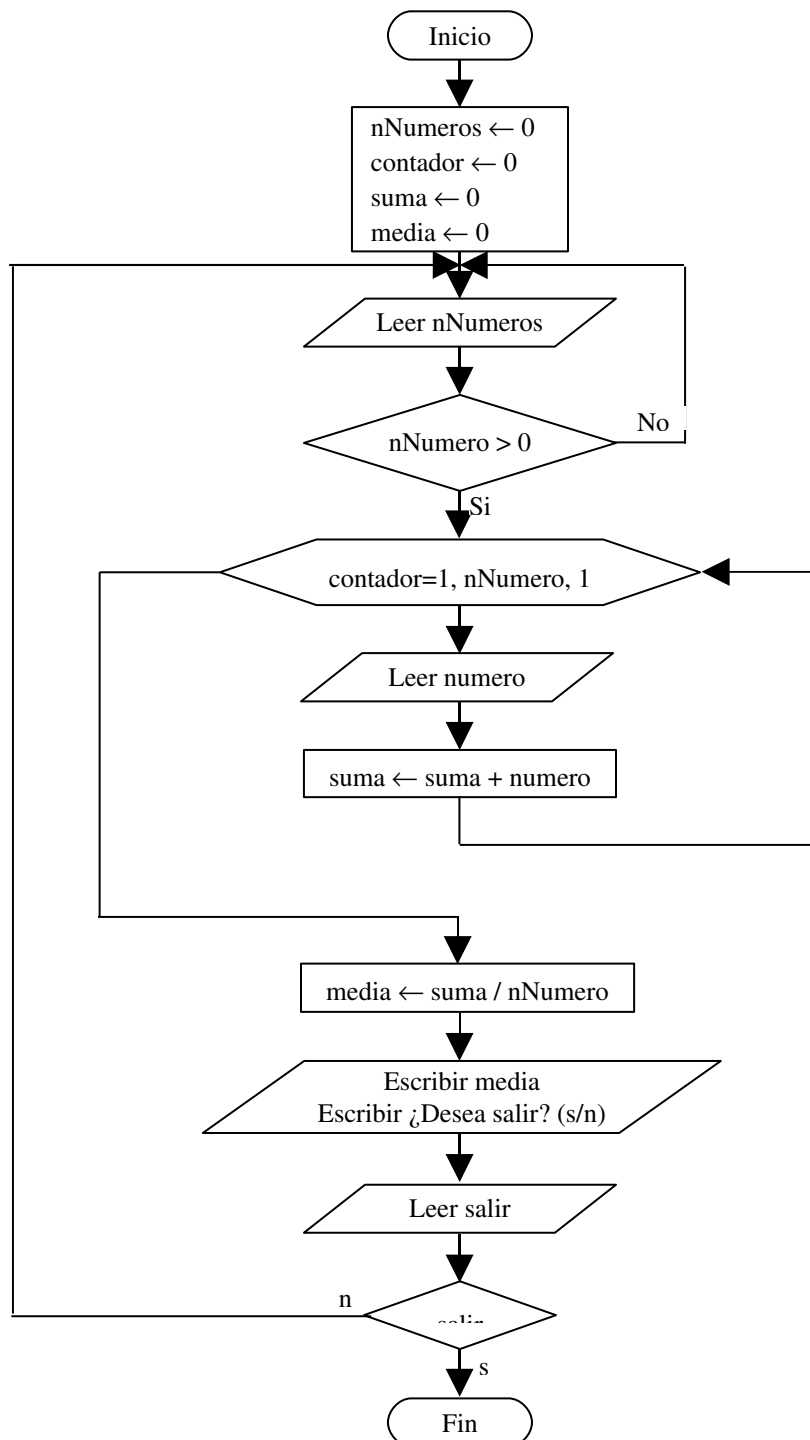 Inicio
nNumeros ← 0
contador ← 0
suma ← 0
media ← 0
Leer nNumeros
nNumero > 0
No
Si
contador=1, nNumero, 1
Leer numero
suma ← suma + numero
media ← suma / nNumero
Escribir media
Escribir ¿Desea salir? (s/n)
Leer salir
n
salir
s
Fin